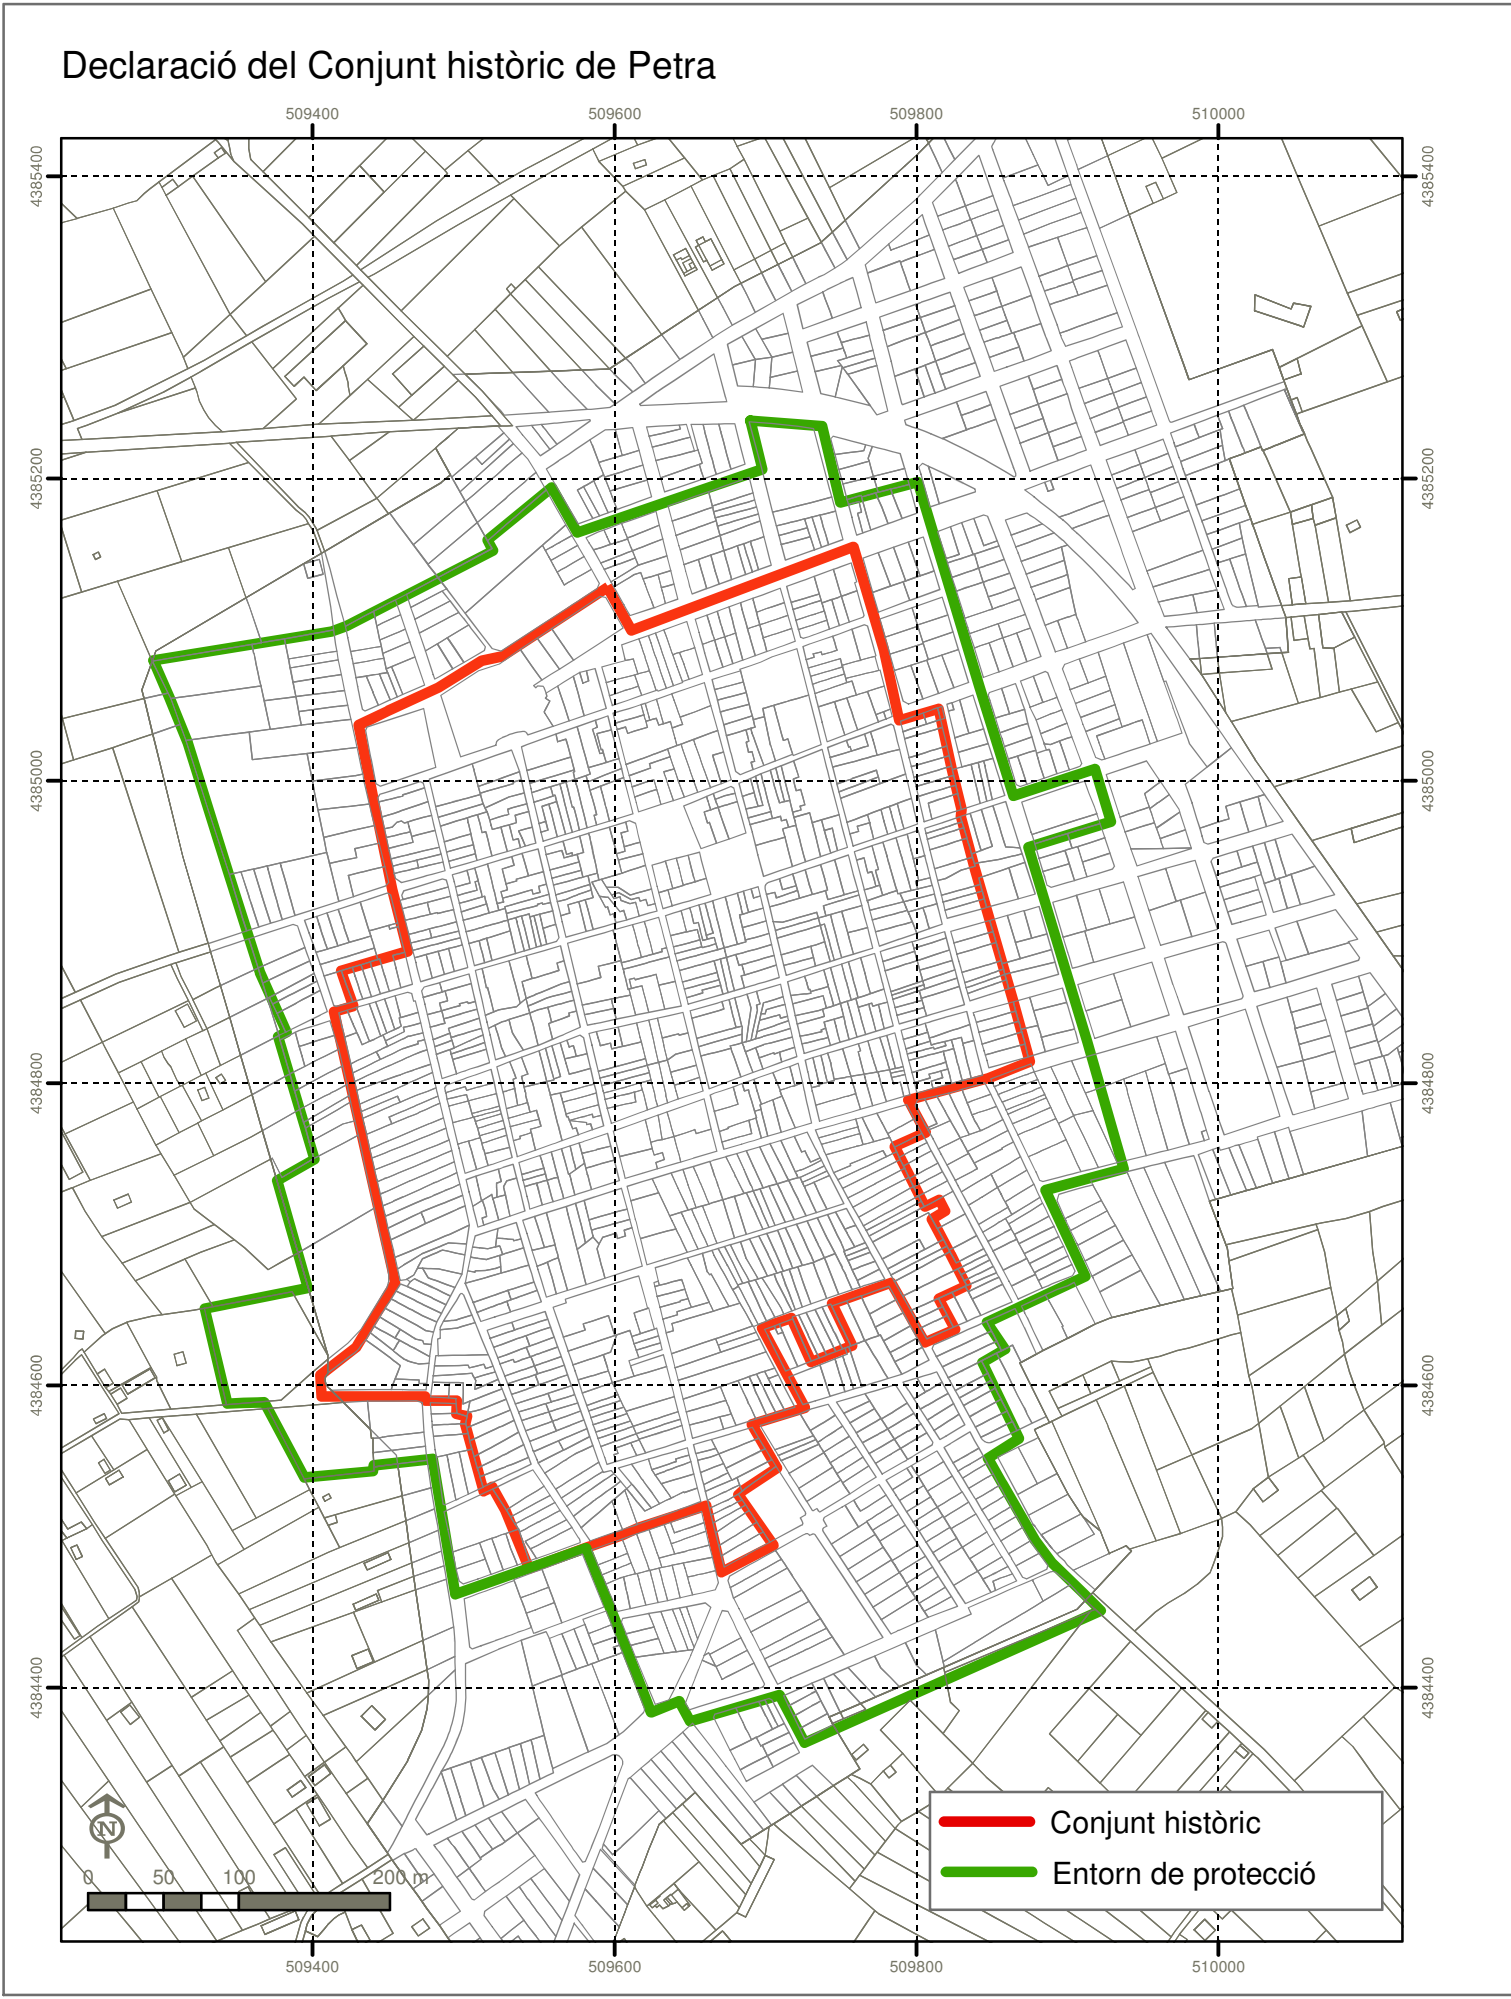 Declaració del Conjunt històric de Petra
509400 509600 509800 510000
4385400 4385400
4385200 4385200
4385000 4385000
4384800 4384800
4384600 4384600
4384400 4384400
N
0 50 100 200 m
Conjunt històric
Entorn de protecció
509400 509600 509800 510000